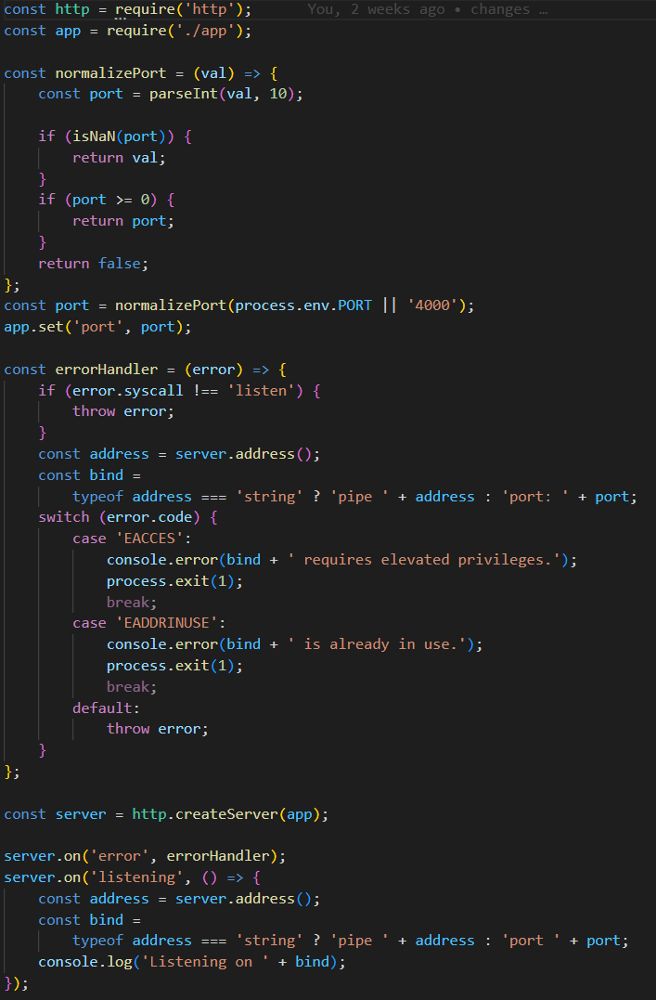 const http = require('http');    You, 2 weeks ago • changes …
const app = require('./app');

const normalizePort = (val) => {
    const port = parseInt(val, 10);

    if (isNaN(port)) {
        return val;
    }
    if (port >= 0) {
        return port;
    }
    return false;
};
const port = normalizePort(process.env.PORT || '4000');
app.set('port', port);

const errorHandler = (error) => {
    if (error.syscall !== 'listen') {
        throw error;
    }
    const address = server.address();
    const bind =
        typeof address === 'string' ? 'pipe ' + address : 'port: ' + port;
    switch (error.code) {
        case 'EACCES':
            console.error(bind + ' requires elevated privileges.');
            process.exit(1);
            break;
        case 'EADDRINUSE':
            console.error(bind + ' is already in use.');
            process.exit(1);
            break;
        default:
            throw error;
    }
};

const server = http.createServer(app);

server.on('error', errorHandler);
server.on('listening', () => {
    const address = server.address();
    const bind =
        typeof address === 'string' ? 'pipe ' + address : 'port ' + port;
    console.log('Listening on ' + bind);
});